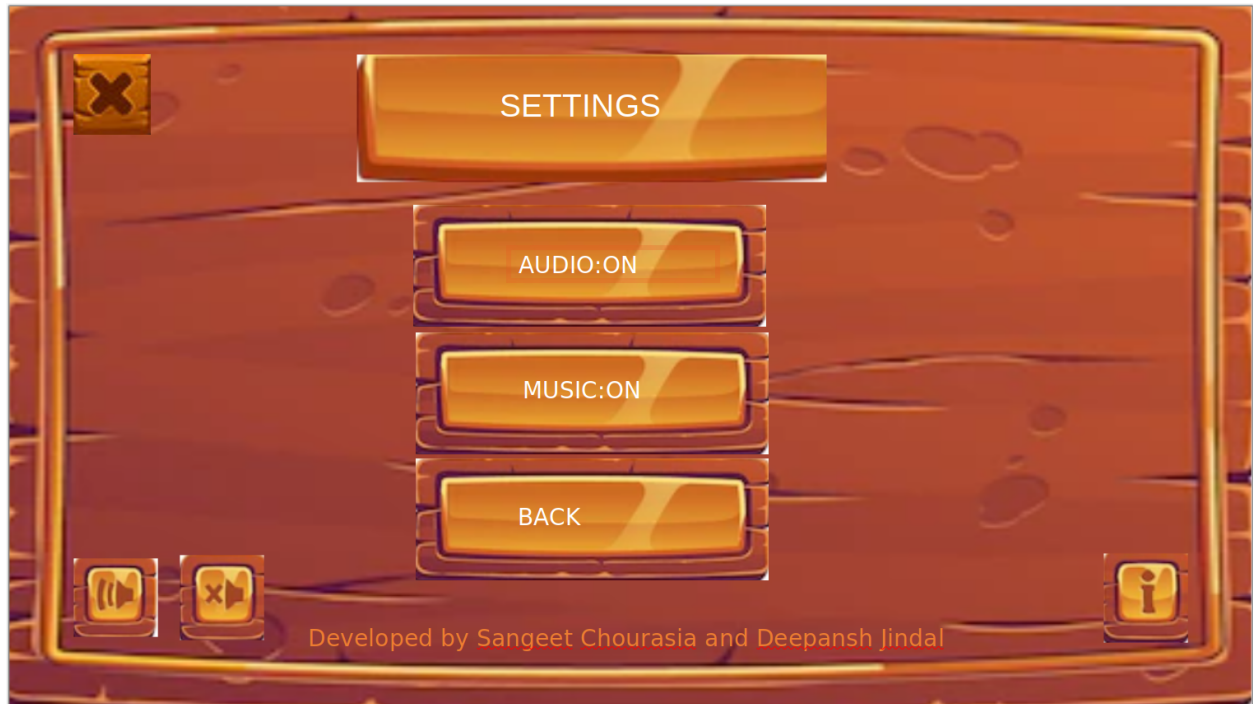 SETTINGS
AUDIO:ON
MUSIC:ON
BACK
Developed by Sangeet Chourasia and Deepansh Jindal